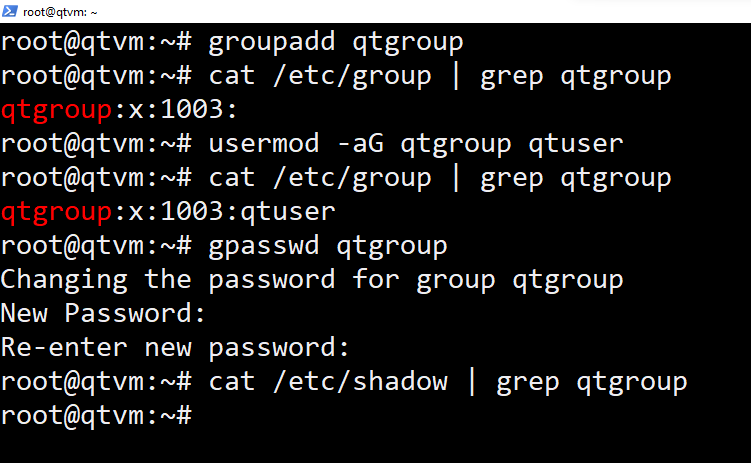 root@qtvm: ~
root@qtvm:~# groupadd qtgroup
root@qtvm:~# cat /etc/group | grep qtgroup
qtgroup:x:1003:
root@qtvm:~# usermod -aG qtgroup qtuser
root@qtvm:~# cat /etc/group | grep qtgroup
qtgroup:x:1003:qtuser
root@qtvm:~# gpasswd qtgroup
Changing the password for group qtgroup
New Password:
Re-enter new password:
root@qtvm:~# cat /etc/shadow | grep qtgroup
root@qtvm:~#